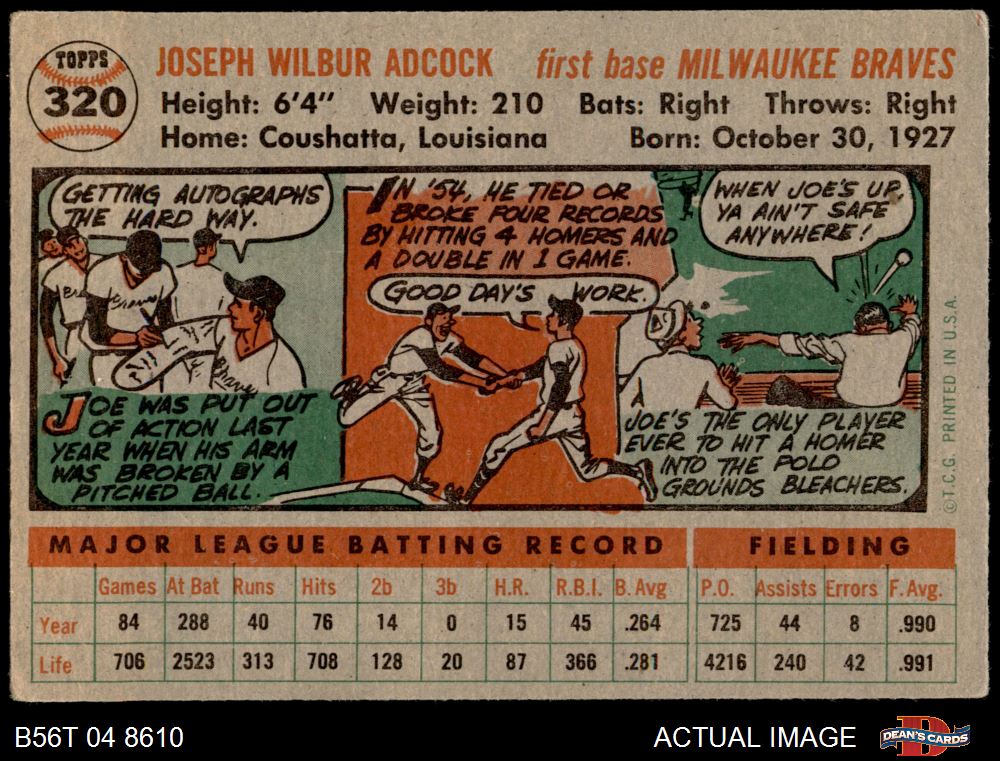 TOPPS
320
JOSEPH WILBUR ADCOCK first base MILWAUKEE BRAVES
Height: 6'4" Weight: 210 Bats: Right Throws: Right
Home: Coushatta, Louisiana Born: October 30, 1927
GETTING AUTOGRAPHS
THE HARD WAY.
Braves
Braves
JOE WAS PUT OUT
OF ACTION LAST
YEAR WHEN HIS ARM
WAS BROKEN BY A
PITCHED BALL.
IN '54, HE TIED OR
BROKE FOUR RECORDS
BY HITTING 4 HOMERS AND
A DOUBLE IN 1 GAME.
GOOD DAY'S WORK.
WHEN JOE'S UP,
YA AIN'T SAFE
ANYWHERE!
JOE'S THE ONLY PLAYER
EVER TO HIT A HOMER
INTO THE POLO
GROUNDS BLEACHERS.
©T.C.G. PRINTED IN U.S.A.
MAJOR LEAGUE BATTING RECORD FIELDING
Games At Bat Runs Hits 2b 3b H.R. R.B.I. B. Avg P.O. Assists Errors F. Avg.
Year 84 288 40 76 14 0 15 45 .264 725 44 8 .990
Life 706 2523 313 708 128 20 87 366 .281 4216 240 42 .991
B56T 04 8610 ACTUAL IMAGE DEAN'S CARDS